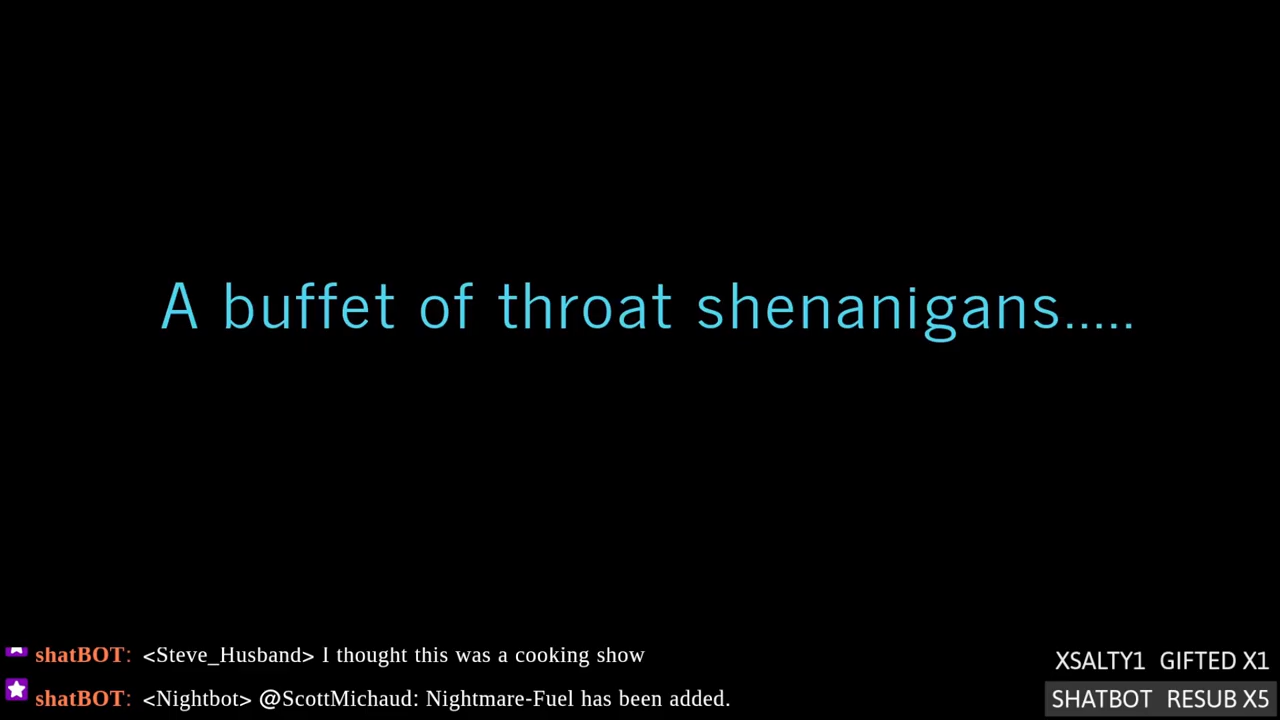 A buffet of throat shenanigans.....
shatBOT: <Steve_Husband> I thought this was a cooking show
shatBOT: <Nightbot> @ScottMichaud: Nightmare-Fuel has been added.
XSALTY1 GIFTED X1
SHATBOT RESUB X5